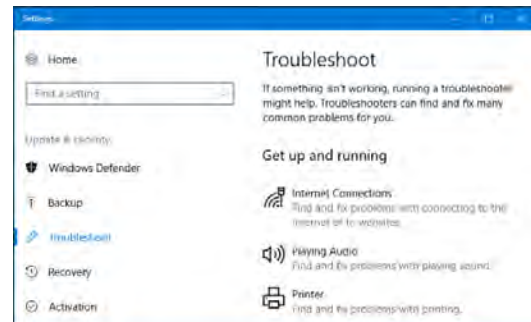 Settings
Home
Find a setting
Update & security
Windows Defender
Backup
Troubleshoot
Recovery
Activation
Troubleshoot
If something isn't working, running a troubleshooter
might help. Troubleshooters can find and fix many
common problems for you.
Get up and running
Internet Connections
Find and fix problems with connecting to the
Internet or to websites.
Playing Audio
Find and fix problems with playing sound.
Printer
Find and fix problems with printing.